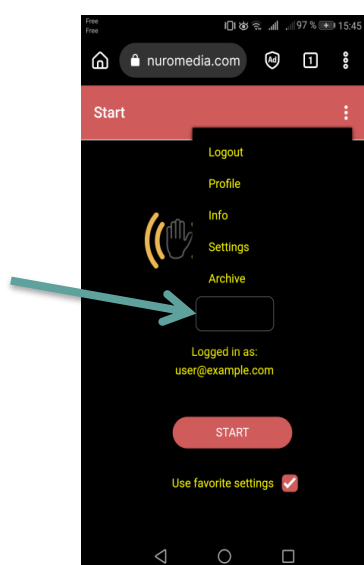 Free
Free
97 % 15:45
nuromedia.com
Ad
1
Start
Logout
Profile
Info
Settings
Archive
Logged in as:
user@example.com
START
Use favorite settings